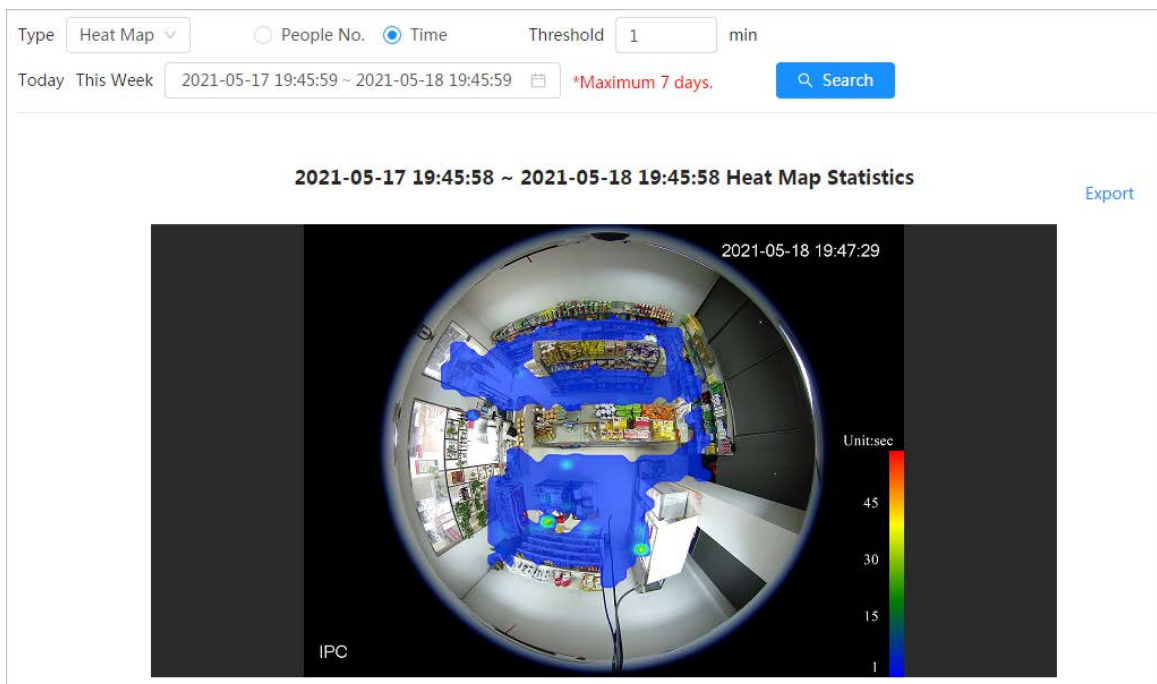 Type Heat Map People No. Time Threshold 1 min
Today This Week 2021-05-17 19:45:59 ~ 2021-05-18 19:45:59 *Maximum 7 days. Search
2021-05-17 19:45:58 ~ 2021-05-18 19:45:58 Heat Map Statistics
Export
2021-05-18 19:47:29
Unit:sec
45
30
15
1
IPC